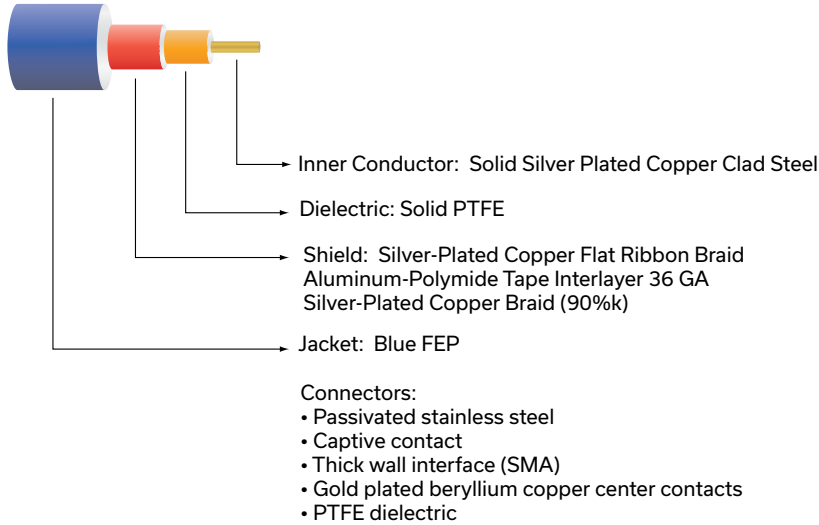 Inner Conductor:  Solid Silver Plated Copper Clad Steel
Dielectric: Solid PTFE
Shield:  Silver-Plated Copper Flat Ribbon Braid
Aluminum-Polymide Tape Interlayer 36 GA
Silver-Plated Copper Braid (90%k)
Jacket:  Blue FEP
Connectors:
• Passivated stainless steel
• Captive contact
• Thick wall interface (SMA)
• Gold plated beryllium copper center contacts
• PTFE dielectric